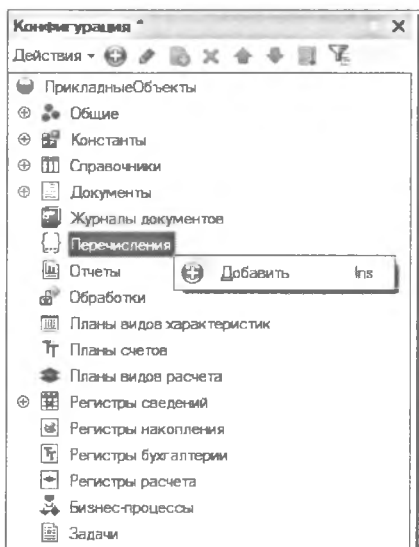 Конфигурация *
Действия
ПрикладныеОбъекты
Общие
Константы
Справочники
Документы
Журналы документов
Перечисления
Добавить Ins
Отчеты
Обработки
Планы видов характеристик
Планы счетов
Планы видов расчета
Регистры сведений
Регистры накопления
Регистры бухгалтерии
Регистры расчета
Бизнес-процессы
Задачи